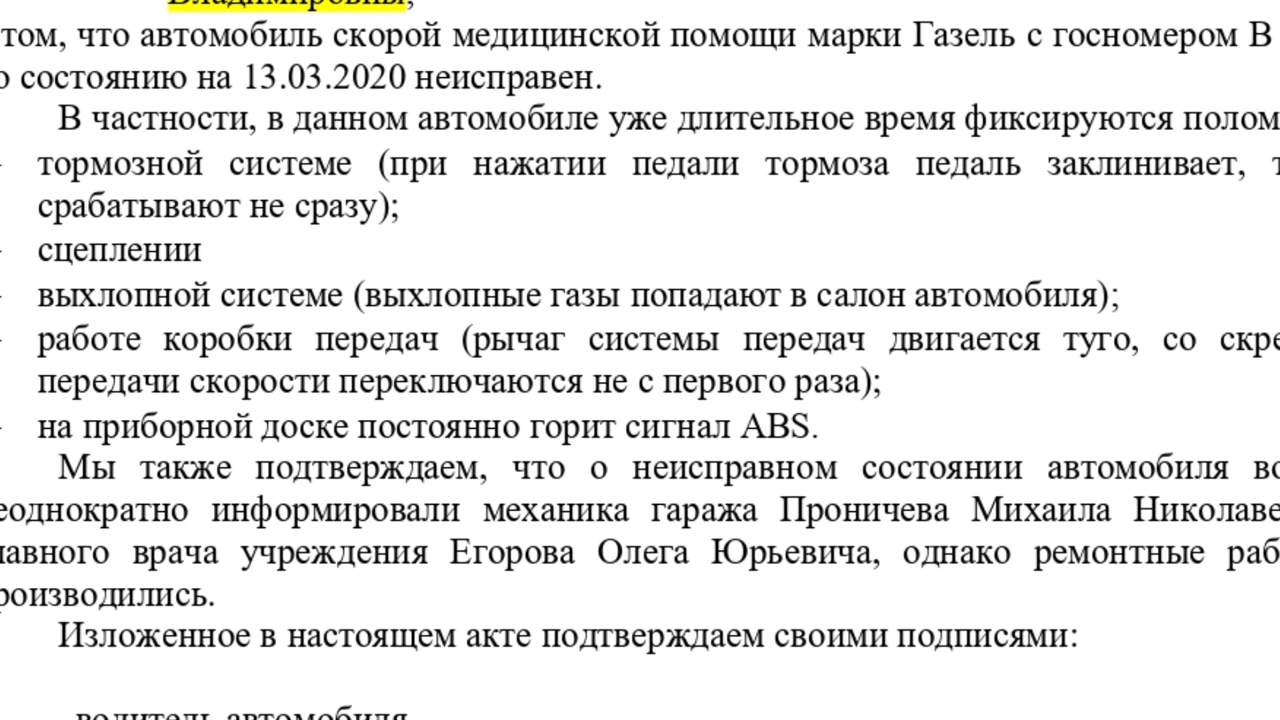 Владимировны,
том, что автомобиль скорой медицинской помощи марки Газель с госномером В
о состоянию на 13.03.2020 неисправен.
В частности, в данном автомобиле уже длительное время фиксируются полом
- тормозной системе (при нажатии педали тормоза педаль заклинивает, т
срабатывают не сразу);
- сцеплении
- выхлопной системе (выхлопные газы попадают в салон автомобиля);
- работе коробки передач (рычаг системы передач двигается туго, со скре
передачи скорости переключаются не с первого раза);
- на приборной доске постоянно горит сигнал ABS.
Мы также подтверждаем, что о неисправном состоянии автомобиля во
еоднократно информировали механика гаража Проничева Михаила Николаве
лавного врача учреждения Егорова Олега Юрьевича, однако ремонтные раб
роизводились.
Изложенное в настоящем акте подтверждаем своими подписями:
водитель автомобиля